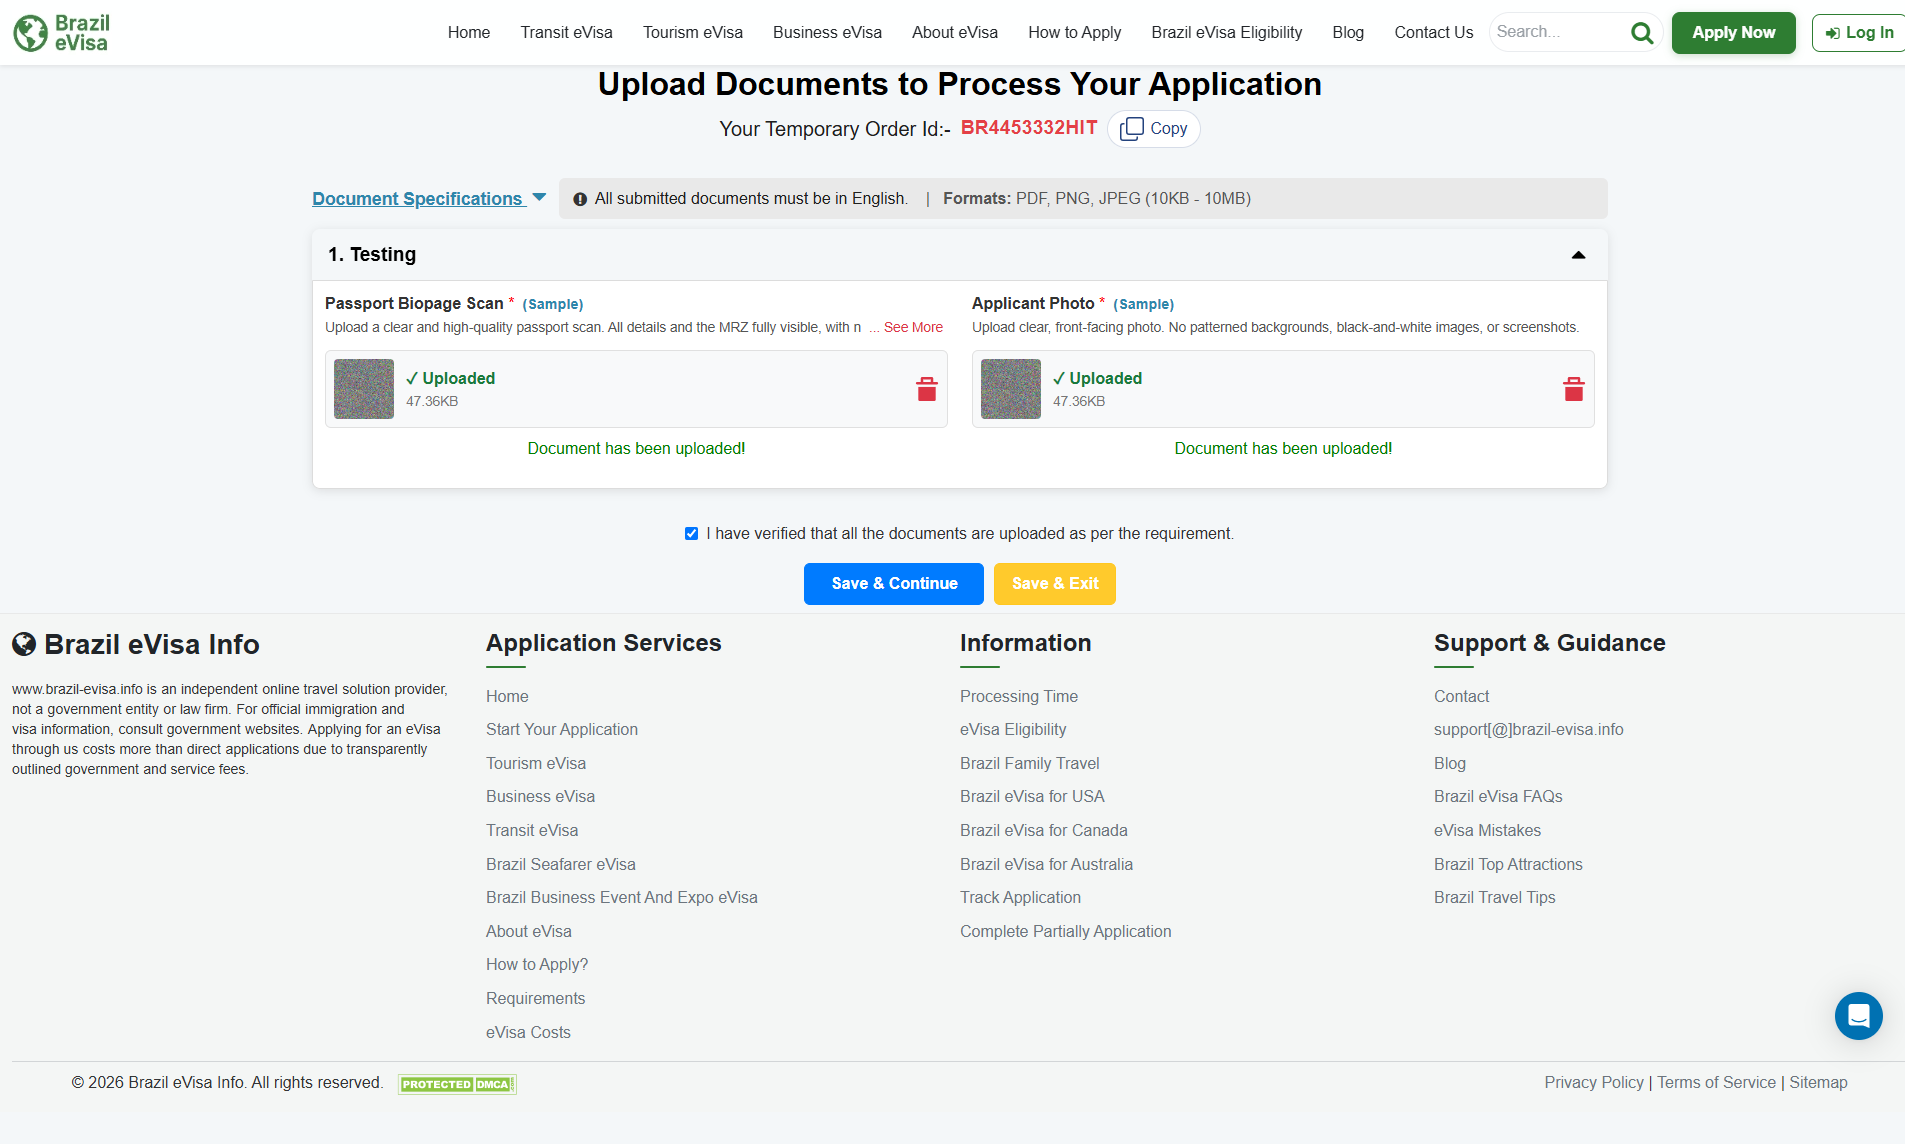 Brazil
eVisa
Home
Transit eVisa
Tourism eVisa
Business eVisa
About eVisa
How to Apply
Brazil eVisa Eligibility
Blog
Contact Us
Search...
Apply Now
Log In
Upload Documents to Process Your Application
Your Temporary Order Id:- BR4453332HIT
Copy
Document Specifications
All submitted documents must be in English. | Formats: PDF, PNG, JPEG (10KB - 10MB)
1. Testing
Passport Biopage Scan * (Sample)
Upload a clear and high-quality passport scan. All details and the MRZ fully visible, with n ... See More
✓ Uploaded
47.36KB
Document has been uploaded!
Applicant Photo * (Sample)
Upload clear, front-facing photo. No patterned backgrounds, black-and-white images, or screenshots.
✓ Uploaded
47.36KB
Document has been uploaded!
I have verified that all the documents are uploaded as per the requirement.
Save & Continue
Save & Exit
Brazil eVisa Info
www.brazil-evisa.info is an independent online travel solution provider,
not a government entity or law firm. For official immigration and
visa information, consult government websites. Applying for an eVisa
through us costs more than direct applications due to transparently
outlined government and service fees.
Application Services
Home
Start Your Application
Tourism eVisa
Business eVisa
Transit eVisa
Brazil Seafarer eVisa
Brazil Business Event And Expo eVisa
About eVisa
How to Apply?
Requirements
eVisa Costs
Information
Processing Time
eVisa Eligibility
Brazil Family Travel
Brazil eVisa for USA
Brazil eVisa for Canada
Brazil eVisa for Australia
Track Application
Complete Partially Application
Support & Guidance
Contact
support[@]brazil-evisa.info
Blog
Brazil eVisa FAQs
eVisa Mistakes
Brazil Top Attractions
Brazil Travel Tips
© 2026 Brazil eVisa Info. All rights reserved.
PROTECTED DMCA .com
Privacy Policy | Terms of Service | Sitemap